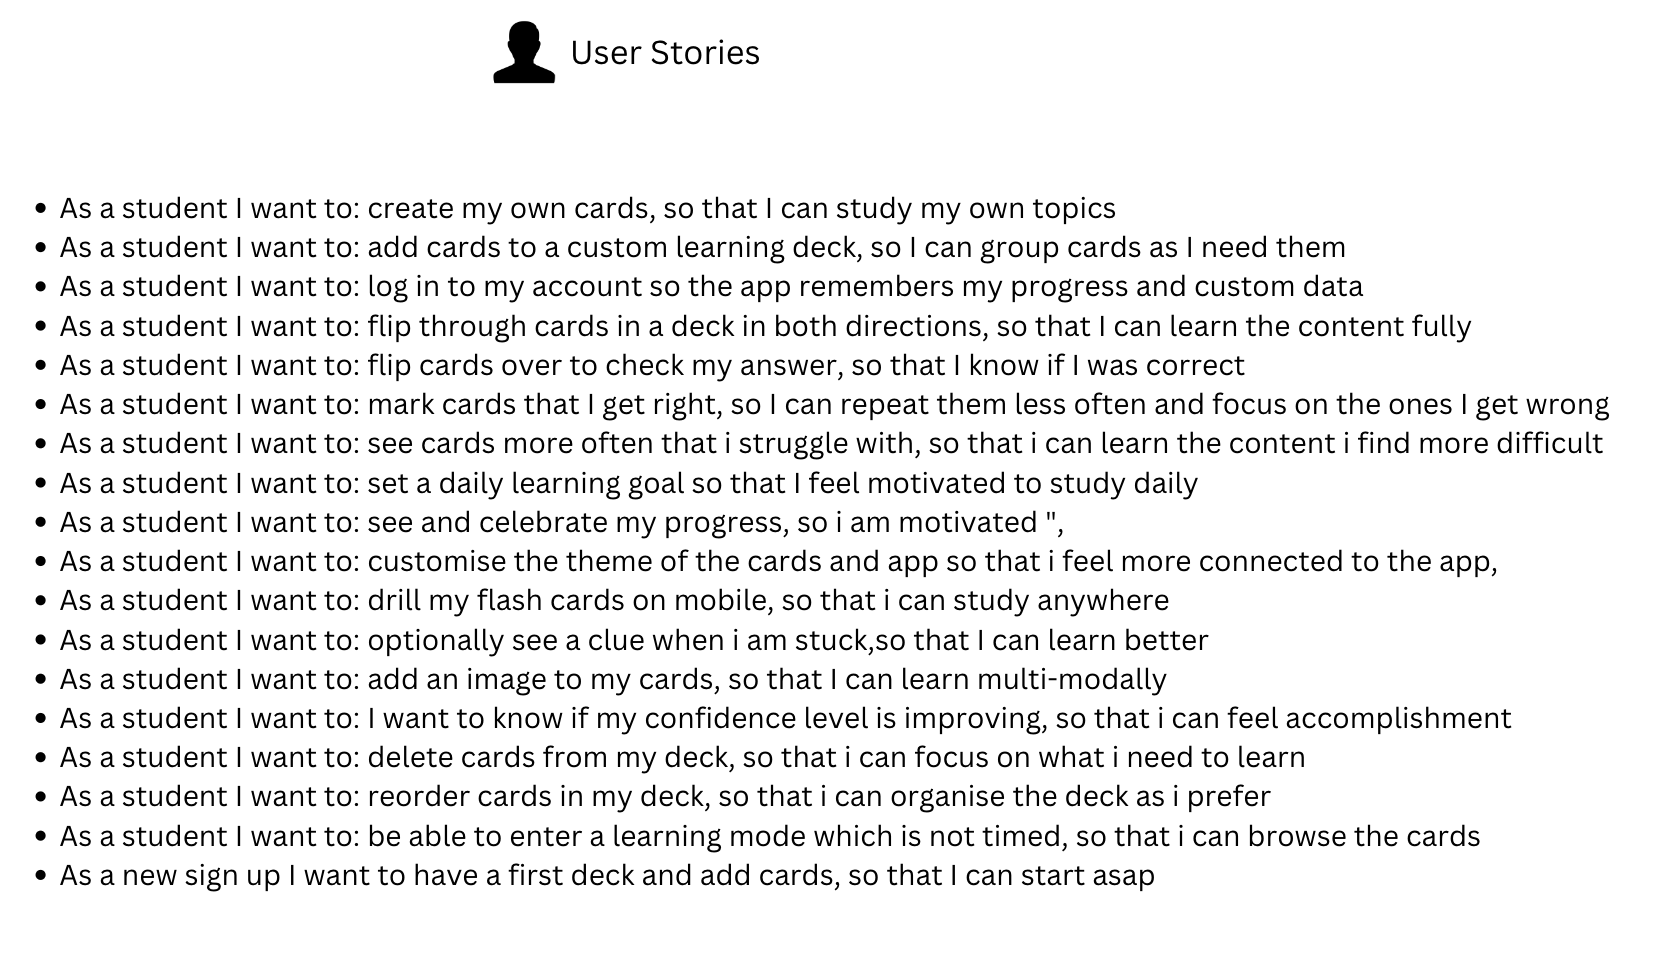 User Stories
• As a student I want to: create my own cards, so that I can study my own topics
• As a student I want to: add cards to a custom learning deck, so I can group cards as I need them
• As a student I want to: log in to my account so the app remembers my progress and custom data
• As a student I want to: flip through cards in a deck in both directions, so that I can learn the content fully
• As a student I want to: flip cards over to check my answer, so that I know if I was correct
• As a student I want to: mark cards that I get right, so I can repeat them less often and focus on the ones I get wrong
• As a student I want to: see cards more often that i struggle with, so that i can learn the content i find more difficult
• As a student I want to: set a daily learning goal so that I feel motivated to study daily
• As a student I want to: see and celebrate my progress, so i am motivated ",
• As a student I want to: customise the theme of the cards and app so that i feel more connected to the app,
• As a student I want to: drill my flash cards on mobile, so that i can study anywhere
• As a student I want to: optionally see a clue when i am stuck,so that I can learn better
• As a student I want to: add an image to my cards, so that I can learn multi-modally
• As a student I want to: I want to know if my confidence level is improving, so that i can feel accomplishment
• As a student I want to: delete cards from my deck, so that i can focus on what i need to learn
• As a student I want to: reorder cards in my deck, so that i can organise the deck as i prefer
• As a student I want to: be able to enter a learning mode which is not timed, so that i can browse the cards
• As a new sign up I want to have a first deck and add cards, so that I can start asap